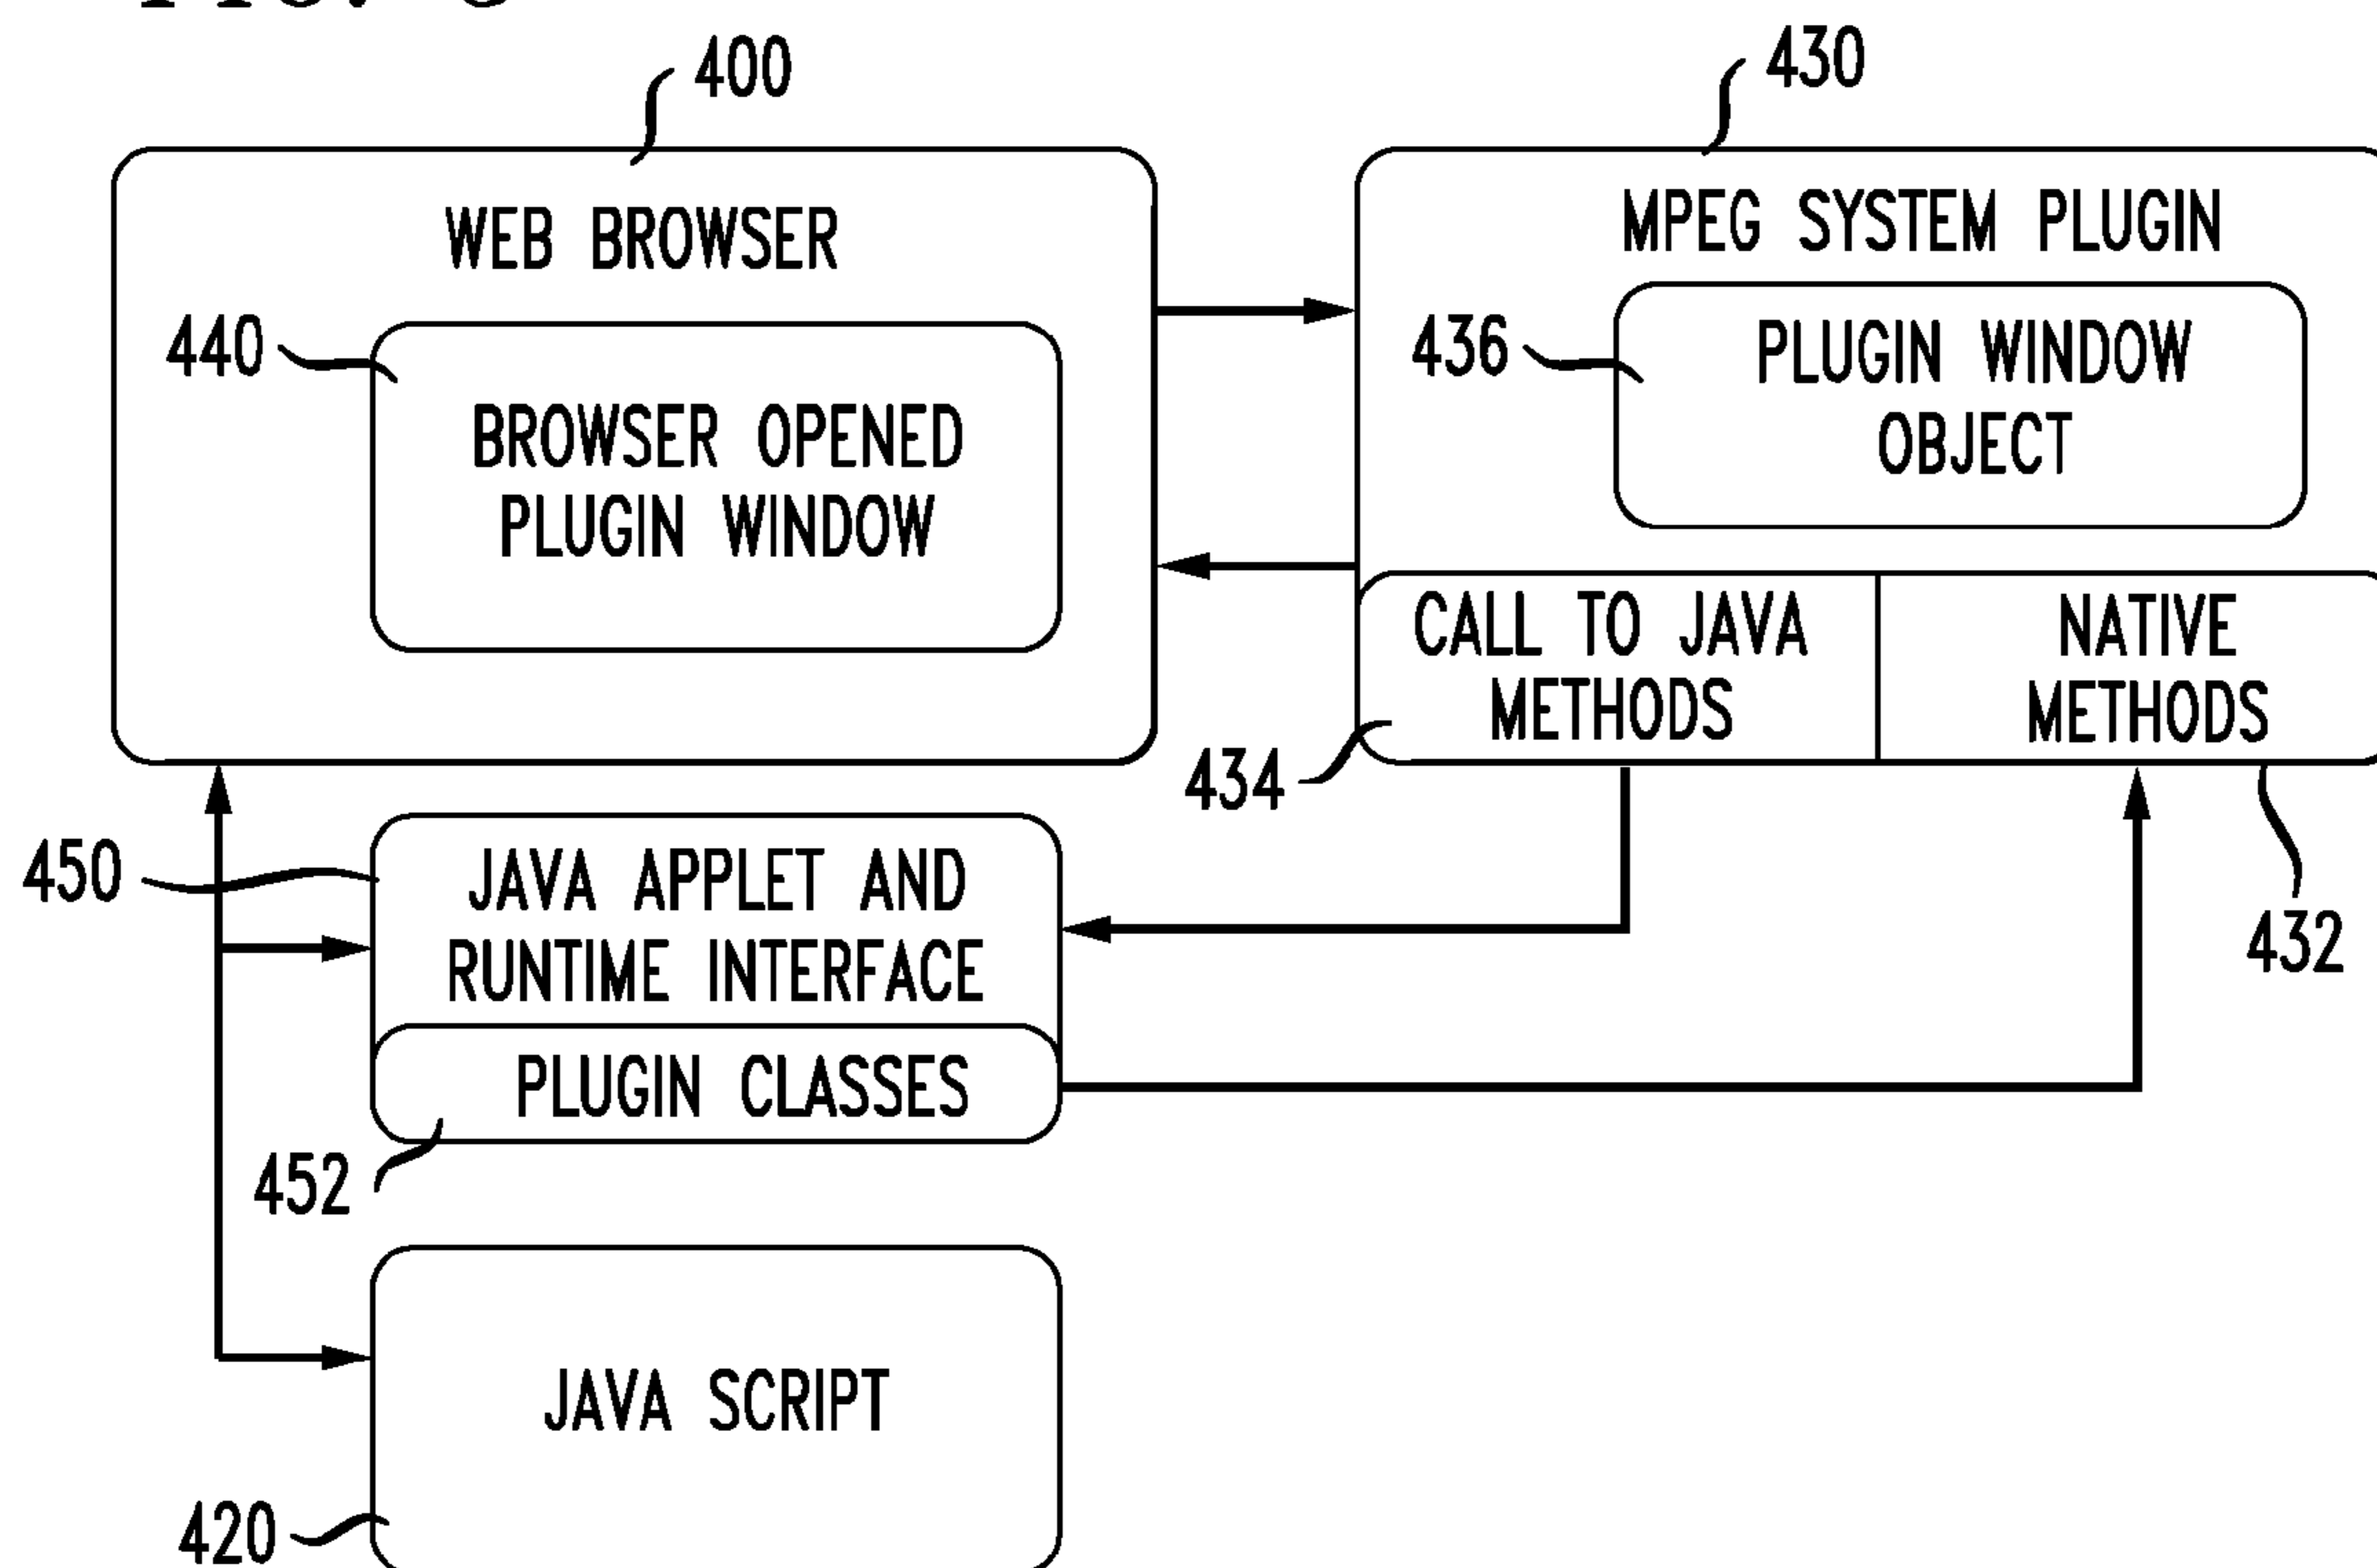 400
430
WEB BROWSER
MPEG SYSTEM PLUGIN
440
BROWSER OPENED
PLUGIN WINDOW
436
PLUGIN WINDOW
OBJECT
CALL TO JAVA
METHODS
NATIVE
METHODS
434
432
450
JAVA APPLET AND
RUNTIME INTERFACE
PLUGIN CLASSES
452
JAVA SCRIPT
420